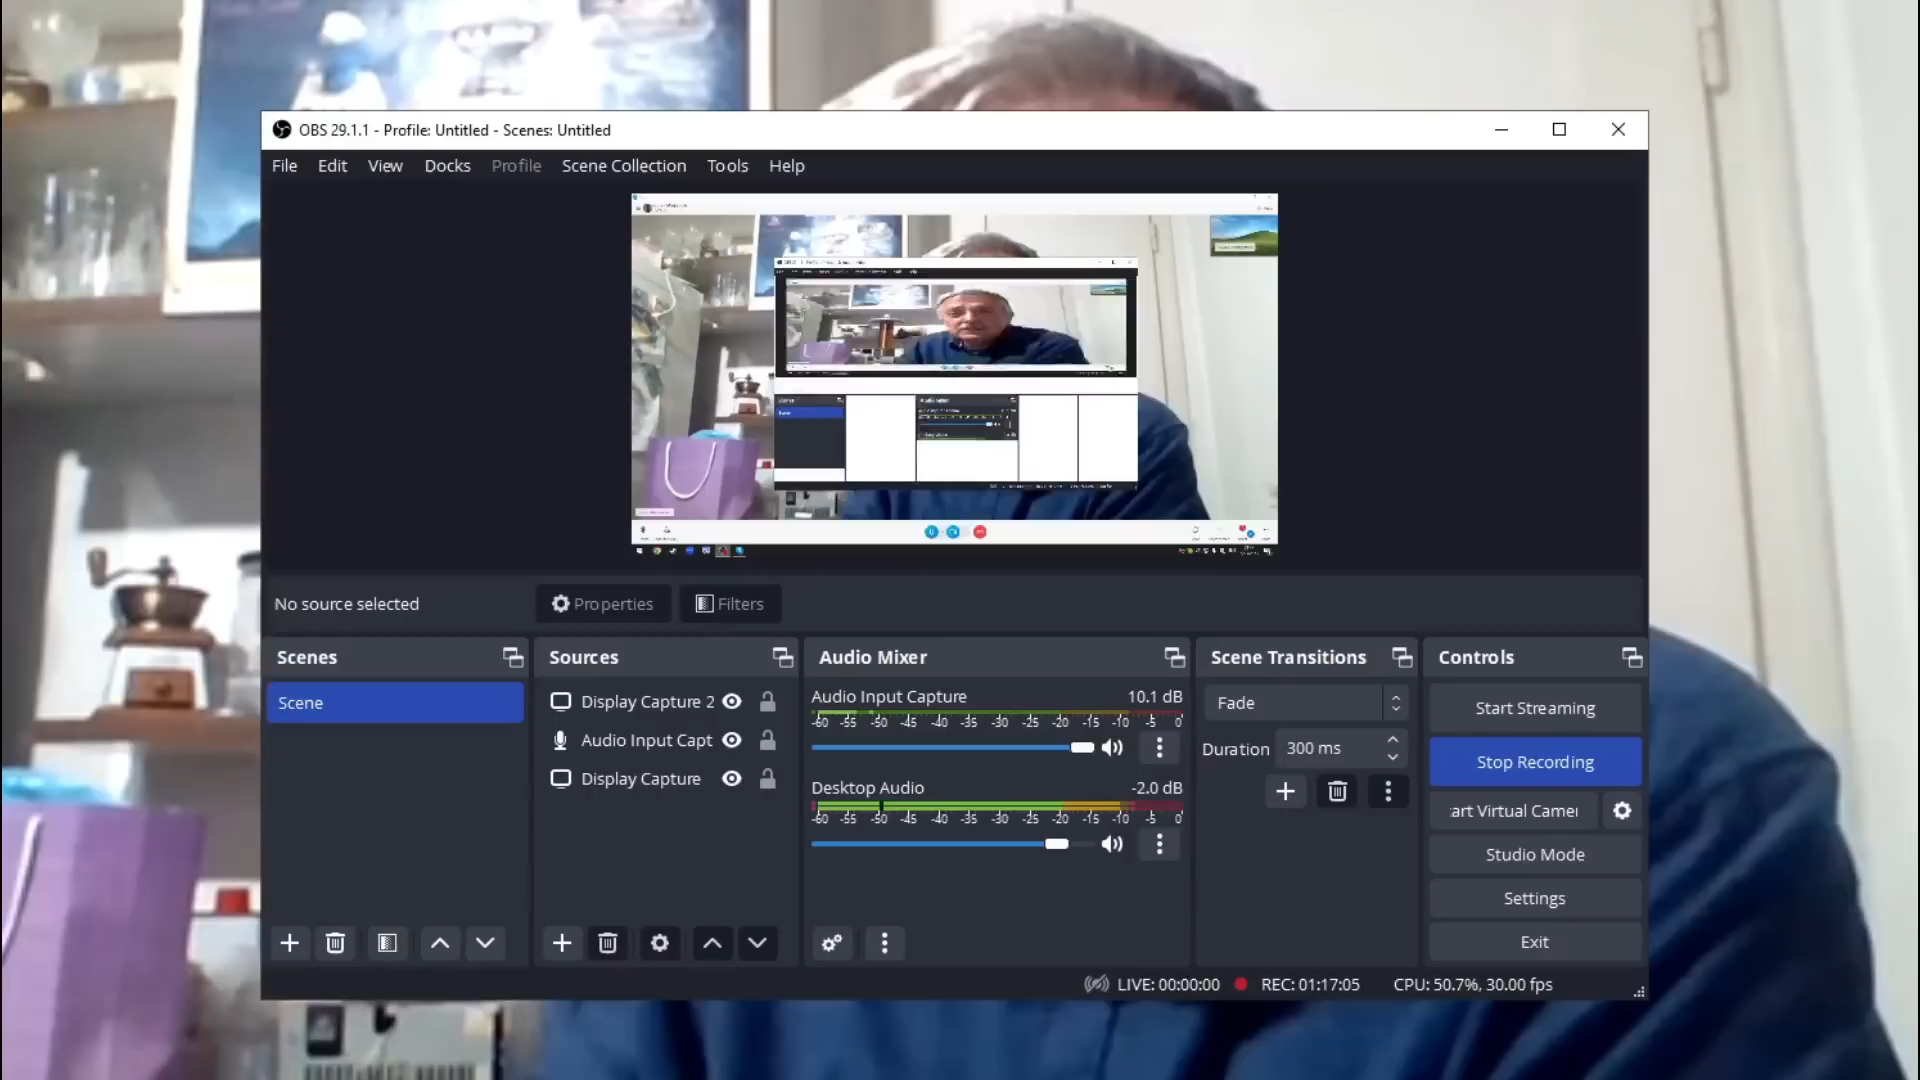 OBS 29.1.1 - Profile: Untitled - Scenes: Untitled
File Edit View Docks Profile Scene Collection Tools Help
No source selected
Properties
Filters
Scenes
Scene
Sources
Display Capture 2
Audio Input Capt
Display Capture
Audio Mixer
Audio Input Capture 10.1 dB
-60 -55 -50 -45 -40 -35 -30 -25 -20 -15 -10 -5 0
Desktop Audio -2.0 dB
-60 -55 -50 -45 -40 -35 -30 -25 -20 -15 -10 -5 0
Scene Transitions
Fade
Duration 300 ms
Controls
Start Streaming
Stop Recording
art Virtual Camer
Studio Mode
Settings
Exit
LIVE: 00:00:00 REC: 01:17:05 CPU: 50.7%, 30.00 fps